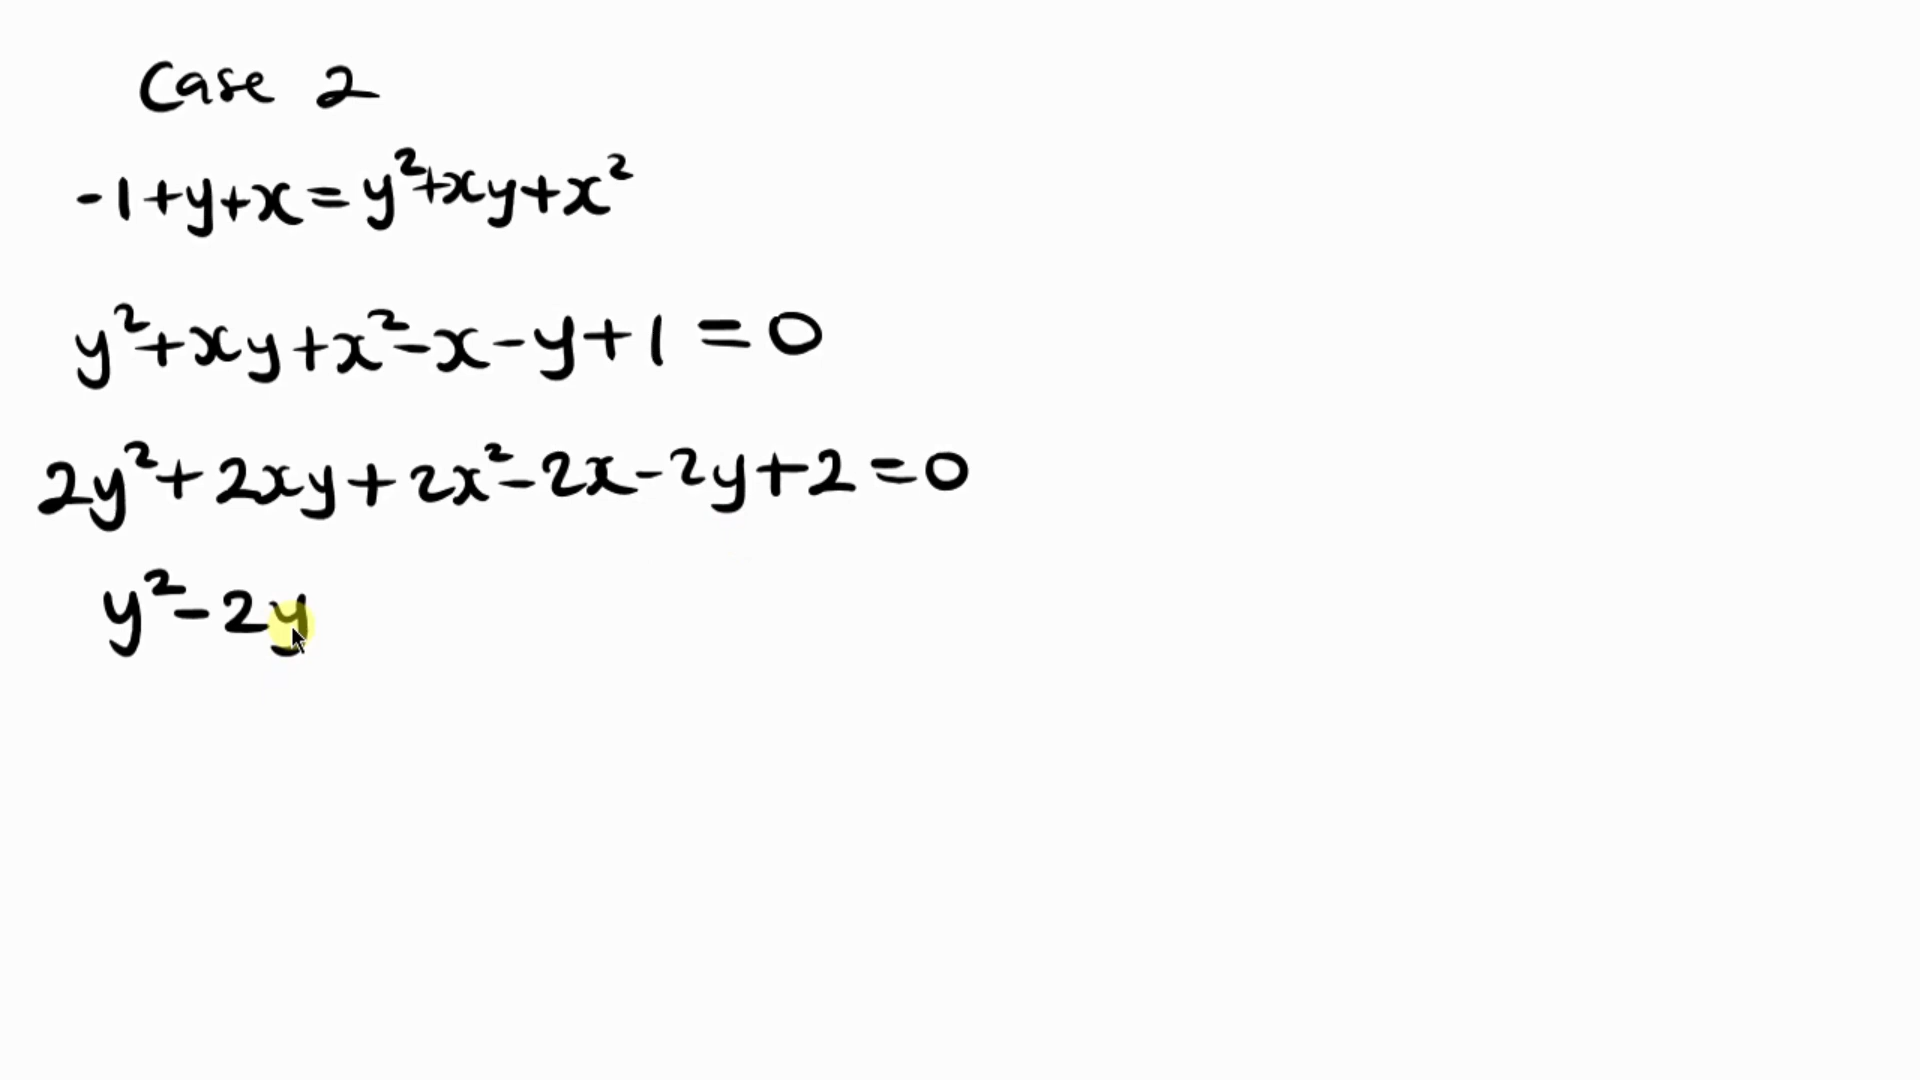 Case 2
-1+y+x=y²+xy+x²
y²+xy+x²-x-y+1=0
2y²+2xy+2x²-2x-2y+2=0
y²-2y